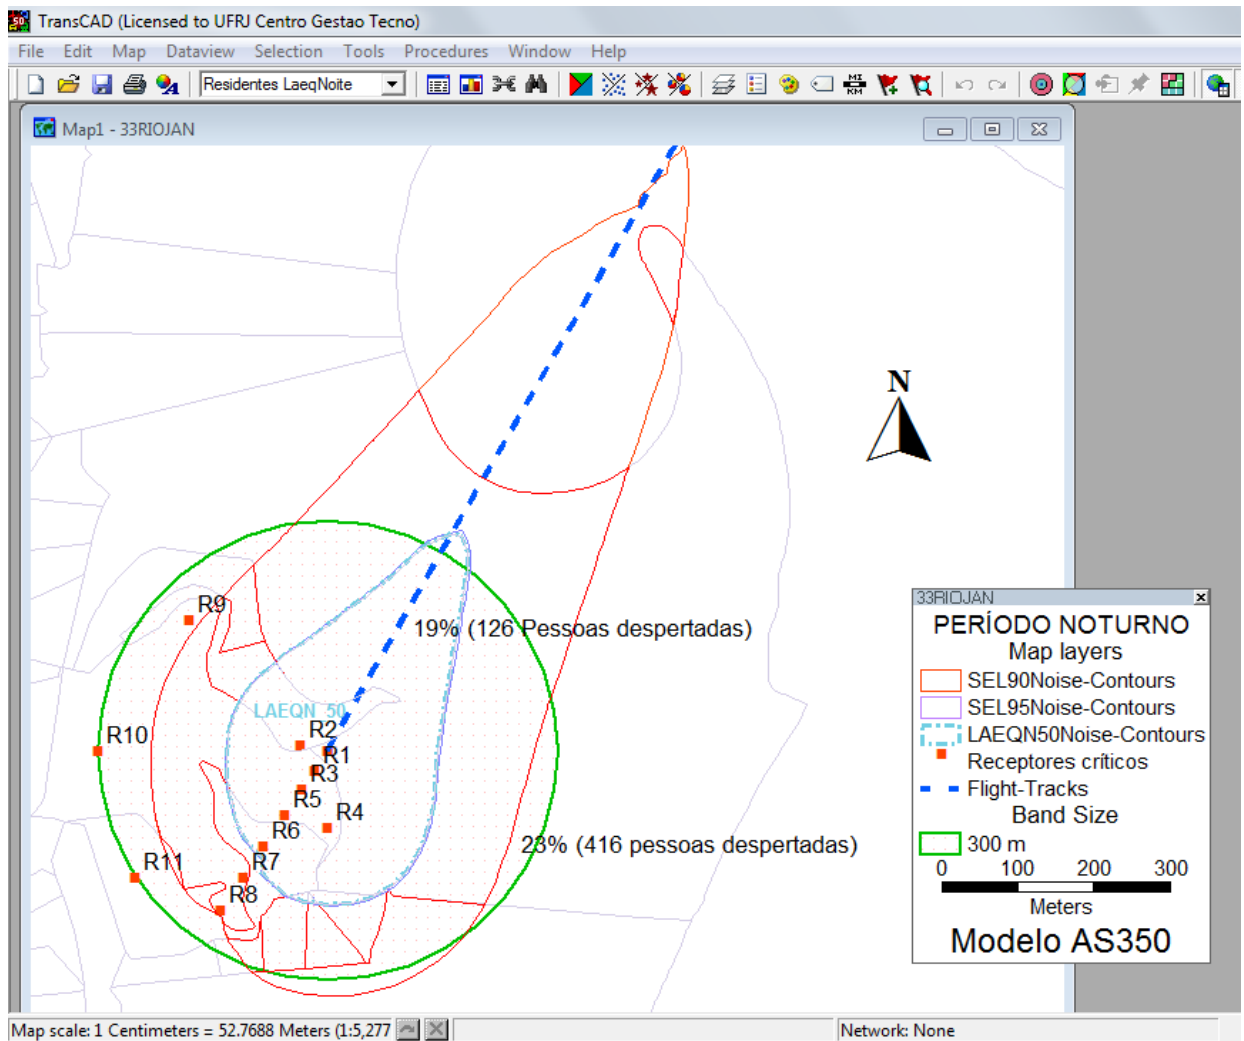 TransCAD (Licensed to UFRJ Centro Gestao Tecno)
File Edit Map Dataview Selection Tools Procedures Window Help
Residentes LaeqNoite
MI
KM
Map1 - 33RIOJAN
N
R9
19% (126 Pessoas despertadas)
LAEQN_50
R10
R2
R1
R3
R5
R4
R6
23% (416 pessoas despertadas)
R11
R7
R8
33RIOJAN
PERÍODO NOTURNO
Map layers
SEL90Noise-Contours
SEL95Noise-Contours
LAEQN50Noise-Contours
Receptores críticos
Flight-Tracks
Band Size
300 m
0 100 200 300
Meters
Modelo AS350
Map scale: 1 Centimeters = 52.7688 Meters (1:5,277
Network: None